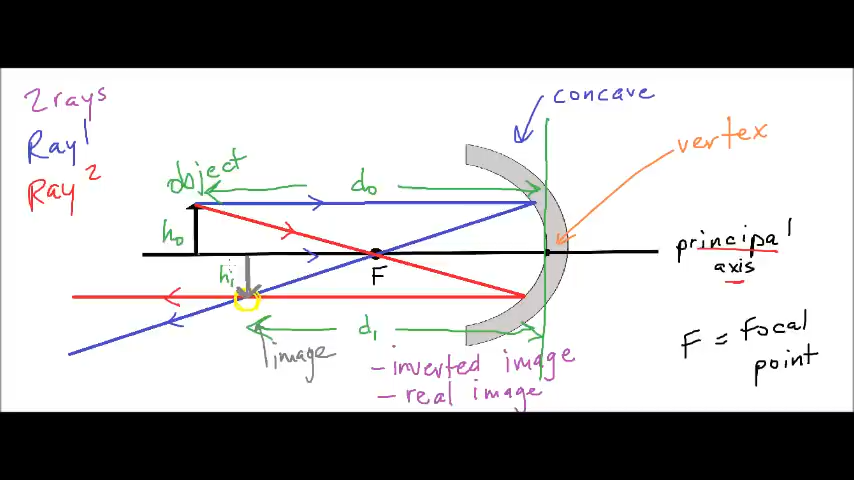 2 rays
Ray 1
Ray 2
concave
vertex
object
do
ho
F
principal
axis
hi
di
image
- inverted image
- real image
F = focal
point